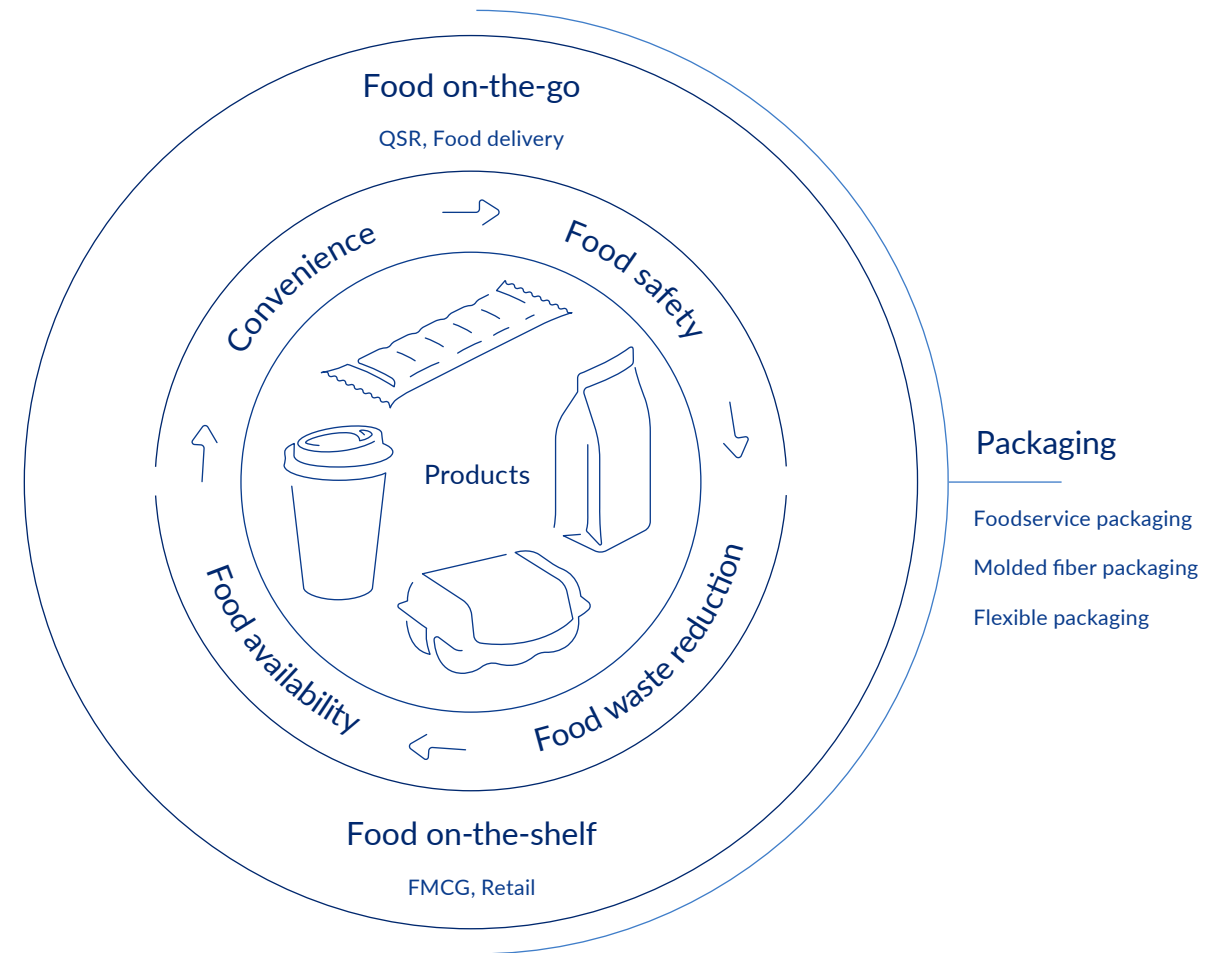 Food on-the-go
QSR, Food delivery
Convenience
Food safety
Products
Food availability
Food waste reduction
Food on-the-shelf
FMCG, Retail
Packaging
Foodservice packaging
Molded fiber packaging
Flexible packaging